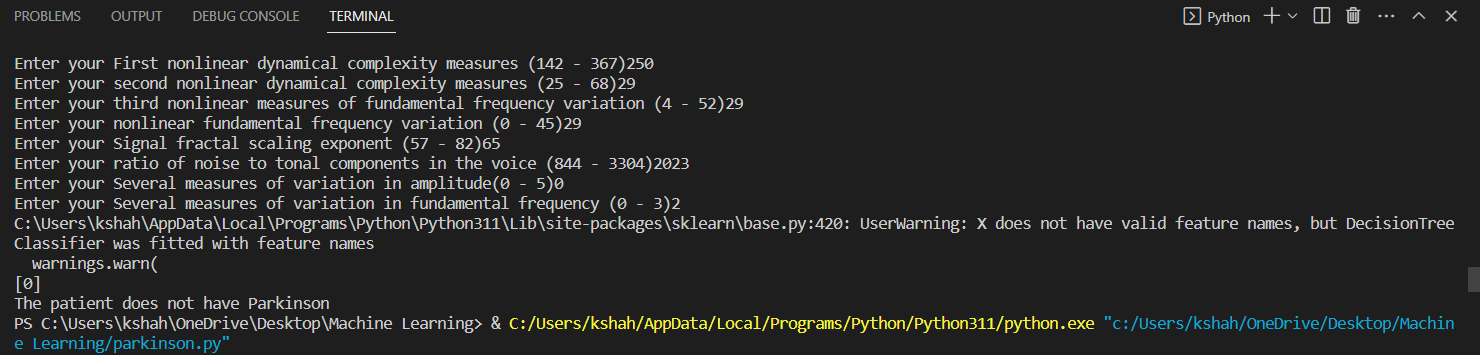 PROBLEMS OUTPUT DEBUG CONSOLE TERMINAL Python
Enter your First nonlinear dynamical complexity measures (142 - 367)250
Enter your second nonlinear dynamical complexity measures (25 - 68)29
Enter your third nonlinear measures of fundamental frequency variation (4 - 52)29
Enter your nonlinear fundamental frequency variation (0 - 45)29
Enter your Signal fractal scaling exponent (57 - 82)65
Enter your ratio of noise to tonal components in the voice (844 - 3304)2023
Enter your Several measures of variation in amplitude(0 - 5)0
Enter your Several measures of variation in fundamental frequency (0 - 3)2
C:\Users\kshah\AppData\Local\Programs\Python\Python311\Lib\site-packages\sklearn\base.py:420: UserWarning: X does not have valid feature names, but DecisionTree
Classifier was fitted with feature names
  warnings.warn(
[0]
The patient does not have Parkinson
PS C:\Users\kshah\OneDrive\Desktop\Machine Learning> & C:/Users/kshah/AppData/Local/Programs/Python/Python311/python.exe "c:/Users/kshah/OneDrive/Desktop/Machin
e Learning/parkinson.py"